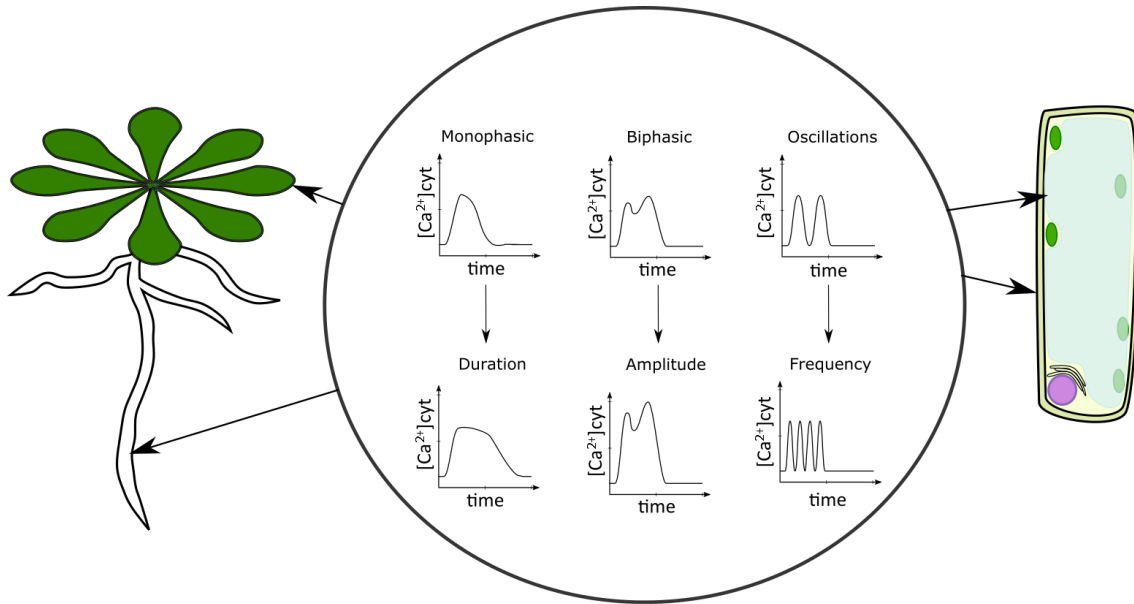 Monophasic
Biphasic
Oscillations
[Ca²⁺]cyt
[Ca²⁺]cyt
[Ca²⁺]cyt
time
time
time
Duration
Amplitude
Frequency
[Ca²⁺]cyt
[Ca²⁺]cyt
[Ca²⁺]cyt
time
time
time